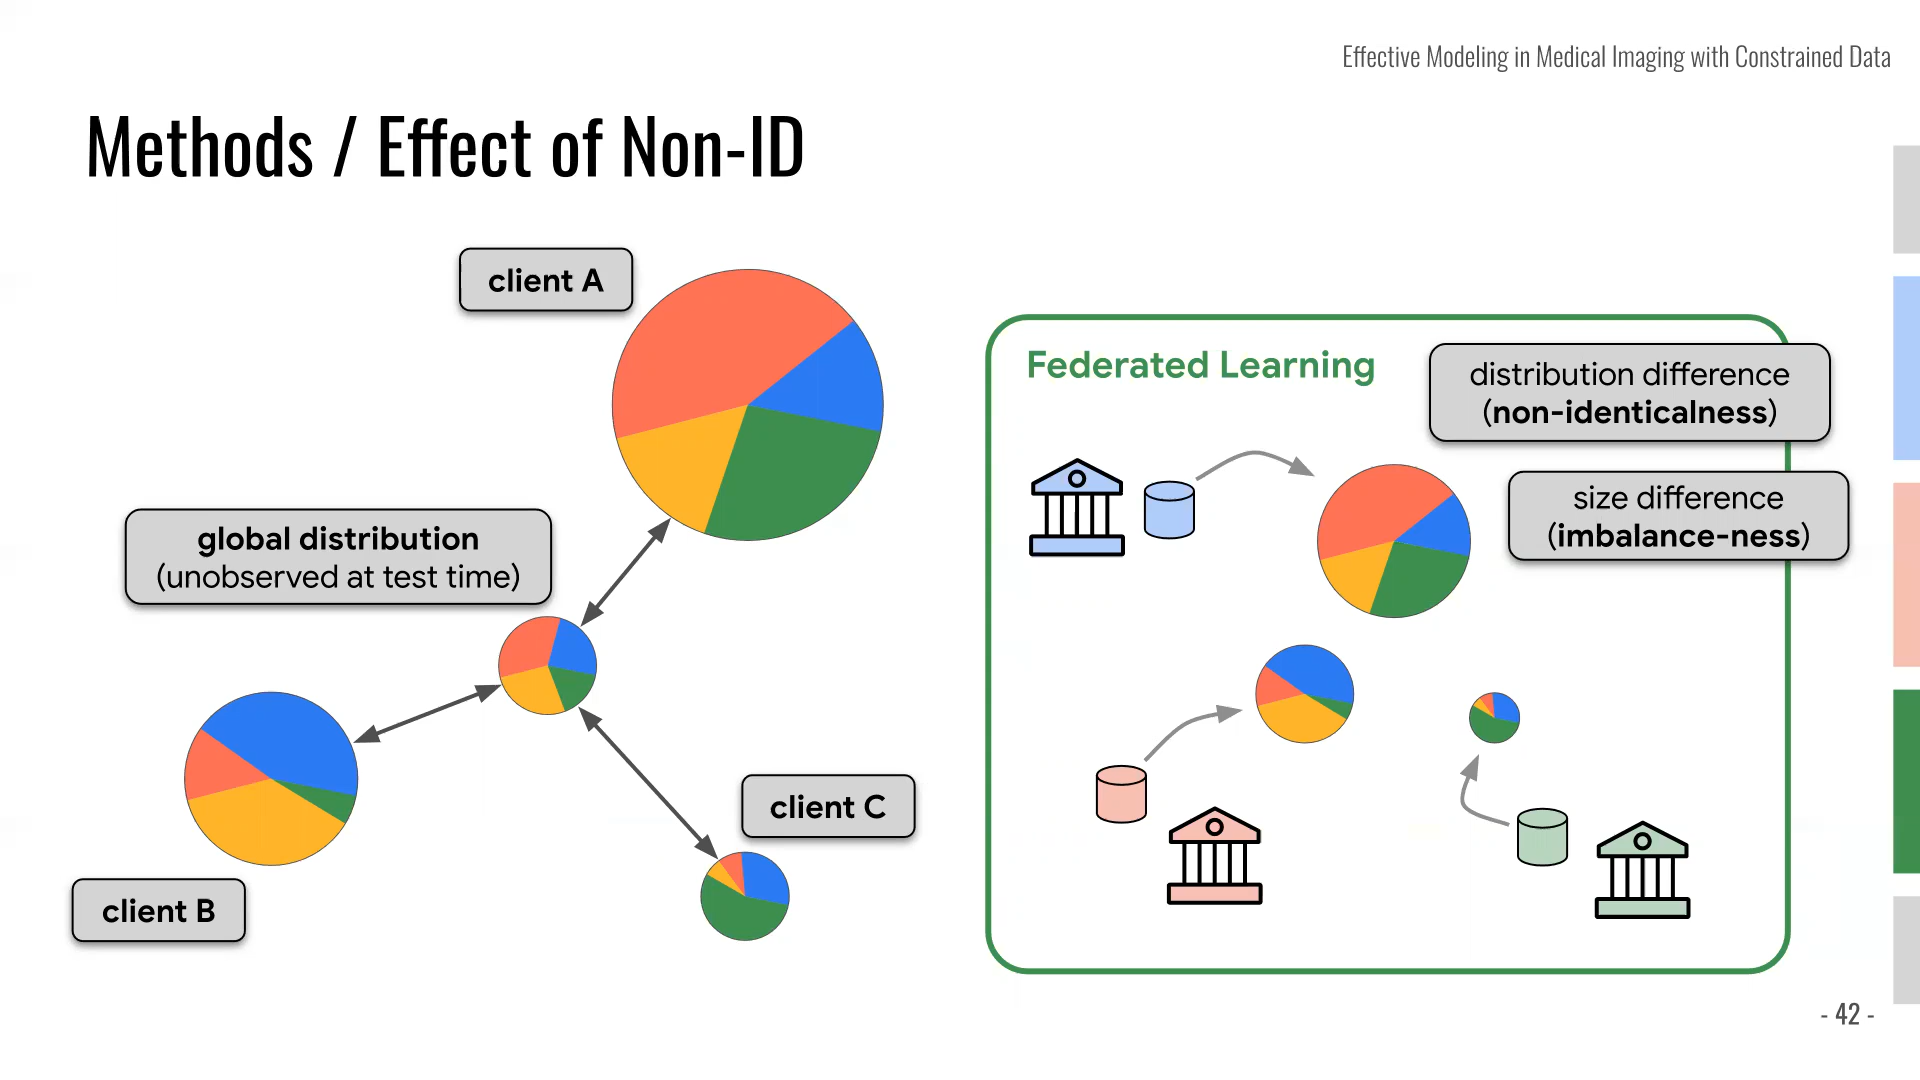 Effective Modeling in Medical Imaging with Constrained Data
Methods / Effect of Non-ID
client A
global distribution
(unobserved at test time)
client B
client C
Federated Learning
distribution difference
(non-identicalness)
size difference
(imbalance-ness)
- 42 -